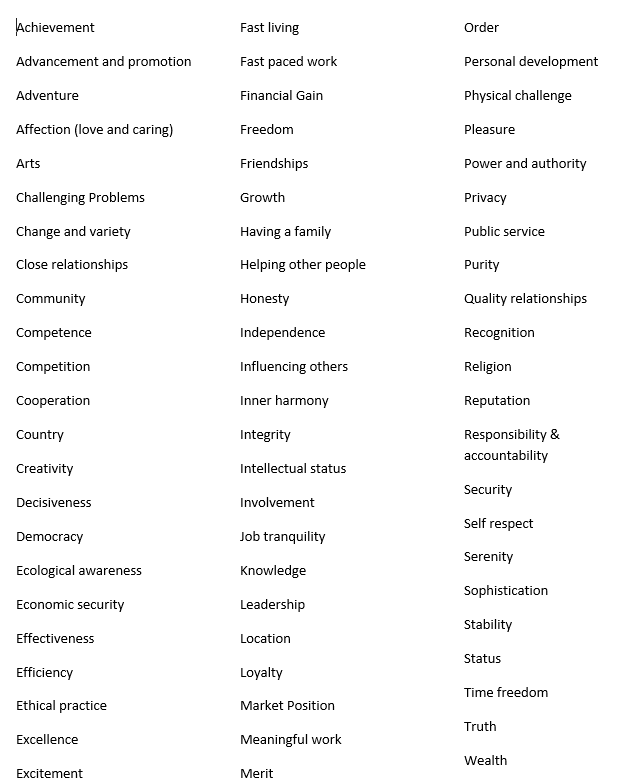 Achievement
Advancement and promotion
Adventure
Affection (love and caring)
Arts
Challenging Problems
Change and variety
Close relationships
Community
Competence
Competition
Cooperation
Country
Creativity
Decisiveness
Democracy
Ecological awareness
Economic security
Effectiveness
Efficiency
Ethical practice
Excellence
Excitement
Fast living
Fast paced work
Financial Gain
Freedom
Friendships
Growth
Having a family
Helping other people
Honesty
Independence
Influencing others
Inner harmony
Integrity
Intellectual status
Involvement
Job tranquility
Knowledge
Leadership
Location
Loyalty
Market Position
Meaningful work
Merit
Order
Personal development
Physical challenge
Pleasure
Power and authority
Privacy
Public service
Purity
Quality relationships
Recognition
Religion
Reputation
Responsibility &
accountability
Security
Self respect
Serenity
Sophistication
Stability
Status
Time freedom
Truth
Wealth